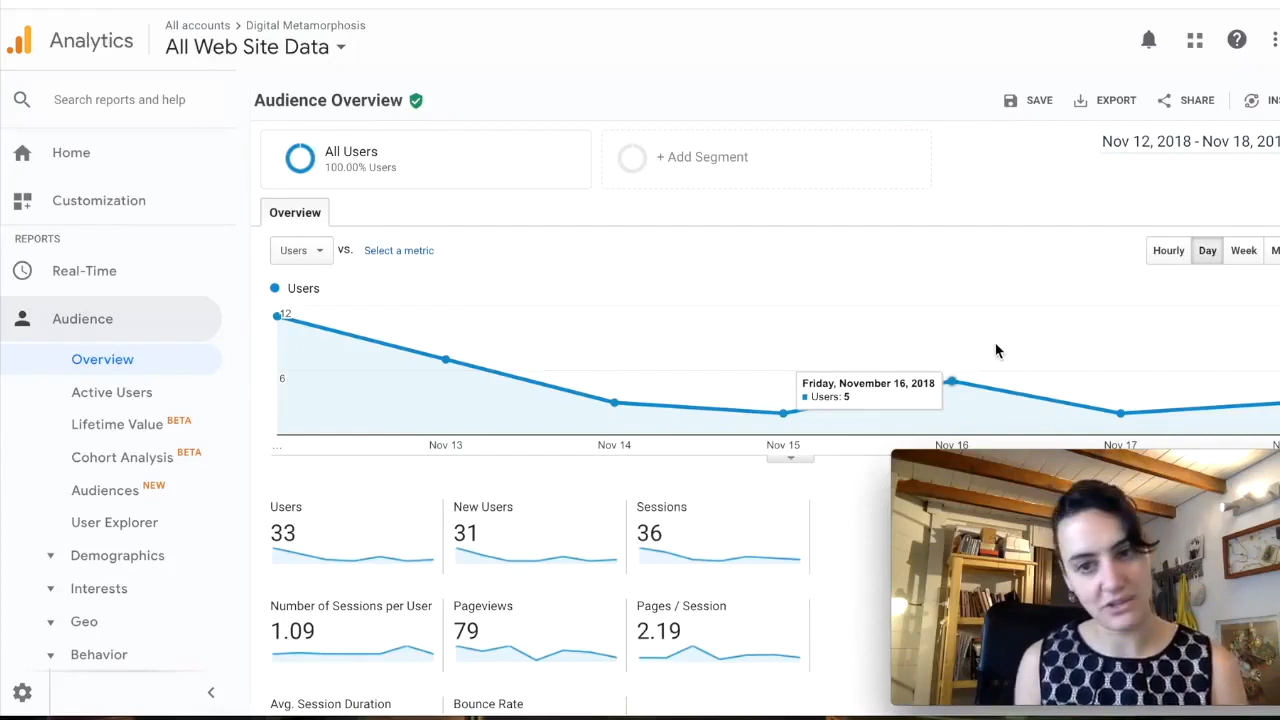 Analytics
All accounts > Digital Metamorphosis
All Web Site Data
Search reports and help
Audience Overview
SAVE
EXPORT
SHARE
INS
Home
All Users
100.00% Users
+ Add Segment
Nov 12, 2018 - Nov 18, 201
Customization
Overview
REPORTS
Users
VS.
Select a metric
Hourly
Day
Week
M
Real-Time
Users
Audience
12
6
Friday, November 16, 2018
Users: 5
...
Nov 13
Nov 14
Nov 15
Nov 16
Nov 17
N
Overview
Active Users
Lifetime Value BETA
Cohort Analysis BETA
Audiences NEW
User Explorer
Demographics
Interests
Geo
Behavior
Users
33
New Users
31
Sessions
36
Number of Sessions per User
1.09
Pageviews
79
Pages / Session
2.19
Avg. Session Duration
Bounce Rate